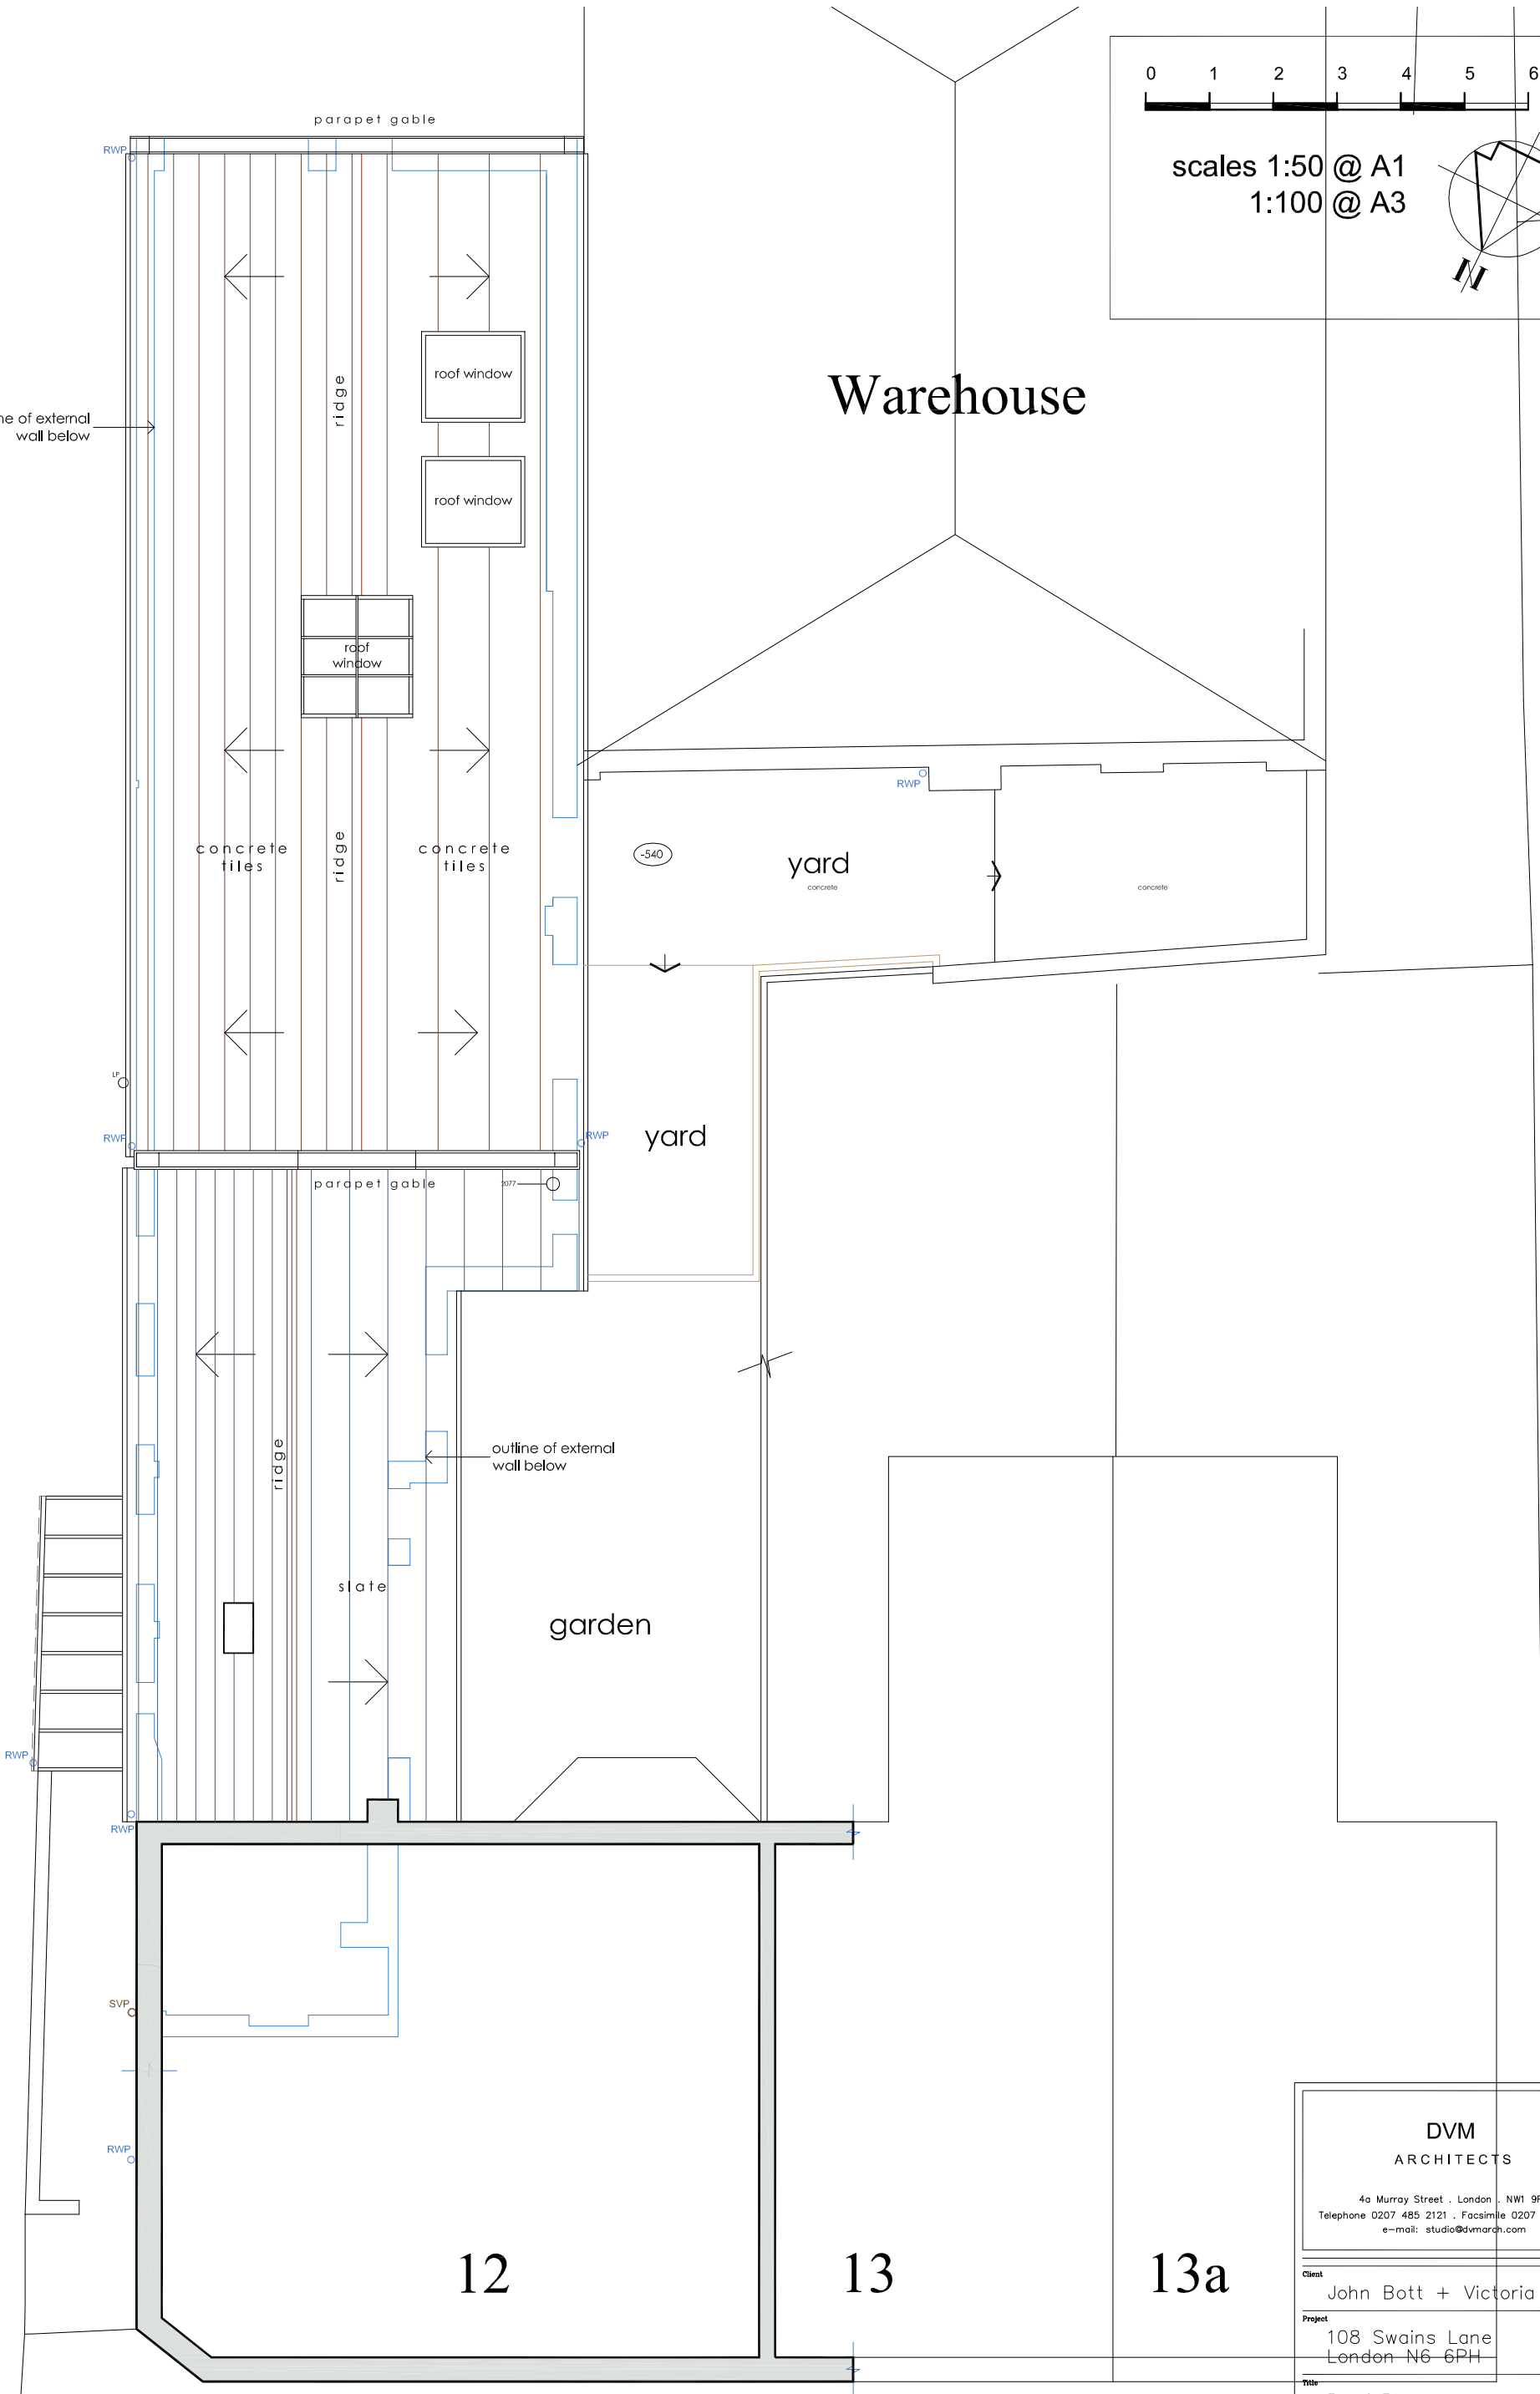 0 1 2 3 4 5 6
scales 1:50 @ A1
1:100 @ A3
N
parapet gable
RWP
ridge
roof window
roof window
Warehouse
of external
wall below
roof
window
RWP
concrete
tiles
ridge
concrete
tiles
-540
yard
concrete
concrete
LP
RWP
RWP
yard
parapet gable
2077
ridge
outline of external
wall below
slate
garden
RWP
RWP
SVP
RWP
12
13
13a
DVM
ARCHITECTS
4a Murray Street . London . NW1
Telephone 0207 485 2121 . Facsimile 0207
e-mail: studio@dvmarch.com
Client
John Bott + Victoria
Project
108 Swains Lane
London N6 6PH
Title